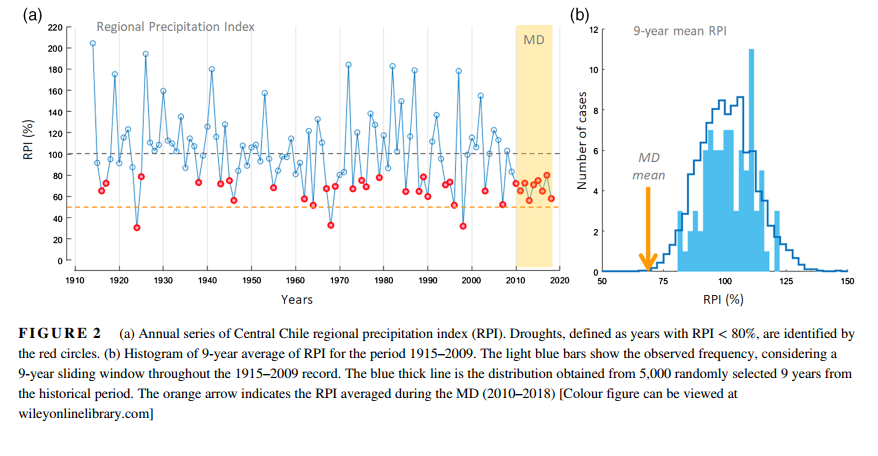 (a)
Regional Precipitation Index
MD
RPI (%)
220
200
180
160
140
120
100
80
60
40
20
0
1910
1920
1930
1940
1950
1960
1970
1980
1990
2000
2010
2020
Years
(b)
9-year mean RPI
MD
mean
Number of cases
12
10
8
6
4
2
0
50
75
100
125
150
RPI (%)
FIGURE 2 (a) Annual series of Central Chile regional precipitation index (RPI). Droughts, defined as years with RPI < 80%, are identified by
the red circles. (b) Histogram of 9-year average of RPI for the period 1915–2009. The light blue bars show the observed frequency, considering a
9-year sliding window throughout the 1915–2009 record. The blue thick line is the distribution obtained from 5,000 randomly selected 9 years from
the historical period. The orange arrow indicates the RPI averaged during the MD (2010–2018) [Colour figure can be viewed at
wileyonlinelibrary.com]